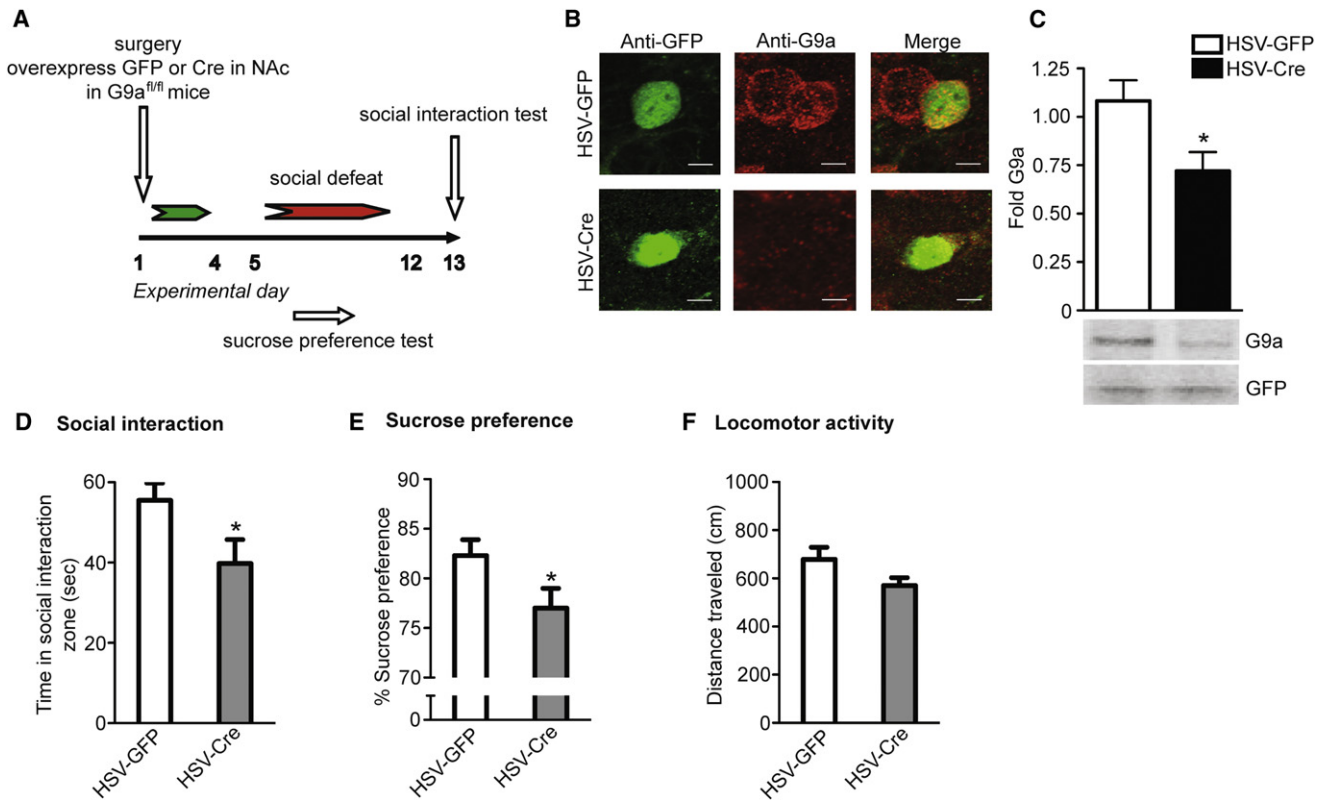 A
surgery
overexpress GFP or Cre in NAc
in G9a^fl/fl mice
social interaction test
social defeat
1 4 5 12 13
Experimental day
sucrose preference test
B
Anti-GFP Anti-G9a Merge
HSV-GFP
HSV-Cre
C
HSV-GFP
HSV-Cre
Fold G9a
1.25
1.00
0.75
0.50
0.25
0
*
G9a
GFP
D Social interaction
Time in social interaction
zone (sec)
60
40
20
0
*
HSV-GFP
HSV-Cre
E Sucrose preference
% Sucrose preference
90
85
80
75
70
0
*
HSV-GFP
HSV-Cre
F Locomotor activity
Distance traveled (cm)
1000
800
600
400
200
0
HSV-GFP
HSV-Cre